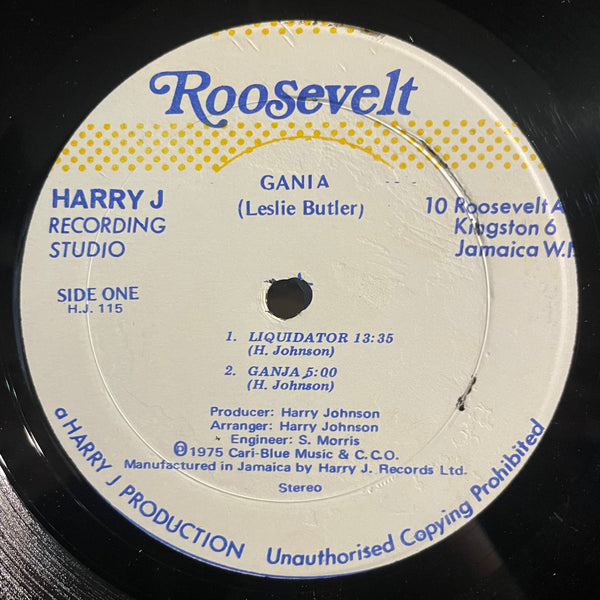 Roosevelt
HARRY J
RECORDING
STUDIO
GANIA
(Leslie Butler)
10 Roosevelt A
Kingston 6
Jamaica W.I
SIDE ONE
H.J. 115
1. LIQUIDATOR 13:35
(H. Johnson)
2. GANJA 5:00
(H. Johnson)
Producer: Harry Johnson
Arranger: Harry Johnson
Engineer: S. Morris
℗ 1975 Cari-Blue Music & C.C.O.
Manufactured in Jamaica by Harry J. Records Ltd.
Stereo
a HARRY J PRODUCTION
Unauthorised Copying Prohibited